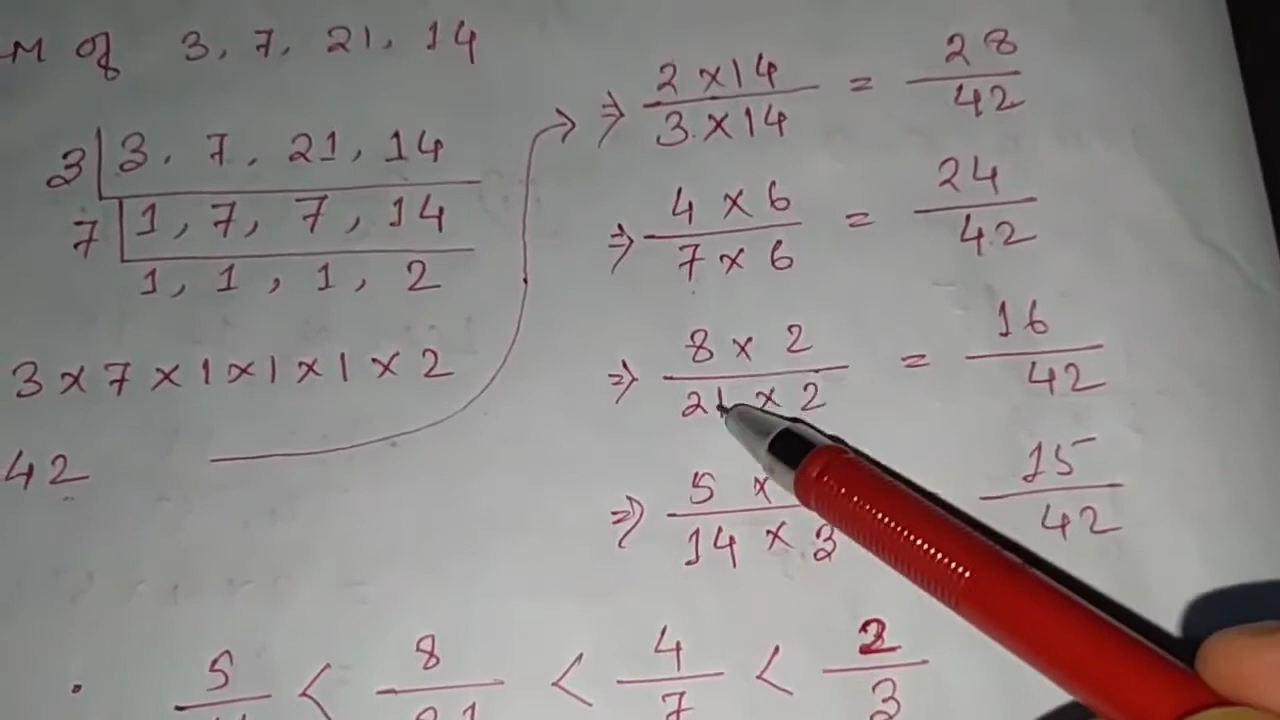 M of 3, 7, 21, 14
3 | 3, 7, 21, 14
7 | 1, 7, 7, 14
1, 1, 1, 2
3 × 7 × 1 × 1 × 1 × 2
42
⇒ 2 × 14 / 3 × 14 = 28 / 42
⇒ 4 × 6 / 7 × 6 = 24 / 42
⇒ 8 × 2 / 21 × 2 = 16 / 42
⇒ 5 × / 14 × 3 15 / 42
5 < 8 / 21 < 4 / 7 < 2 / 3